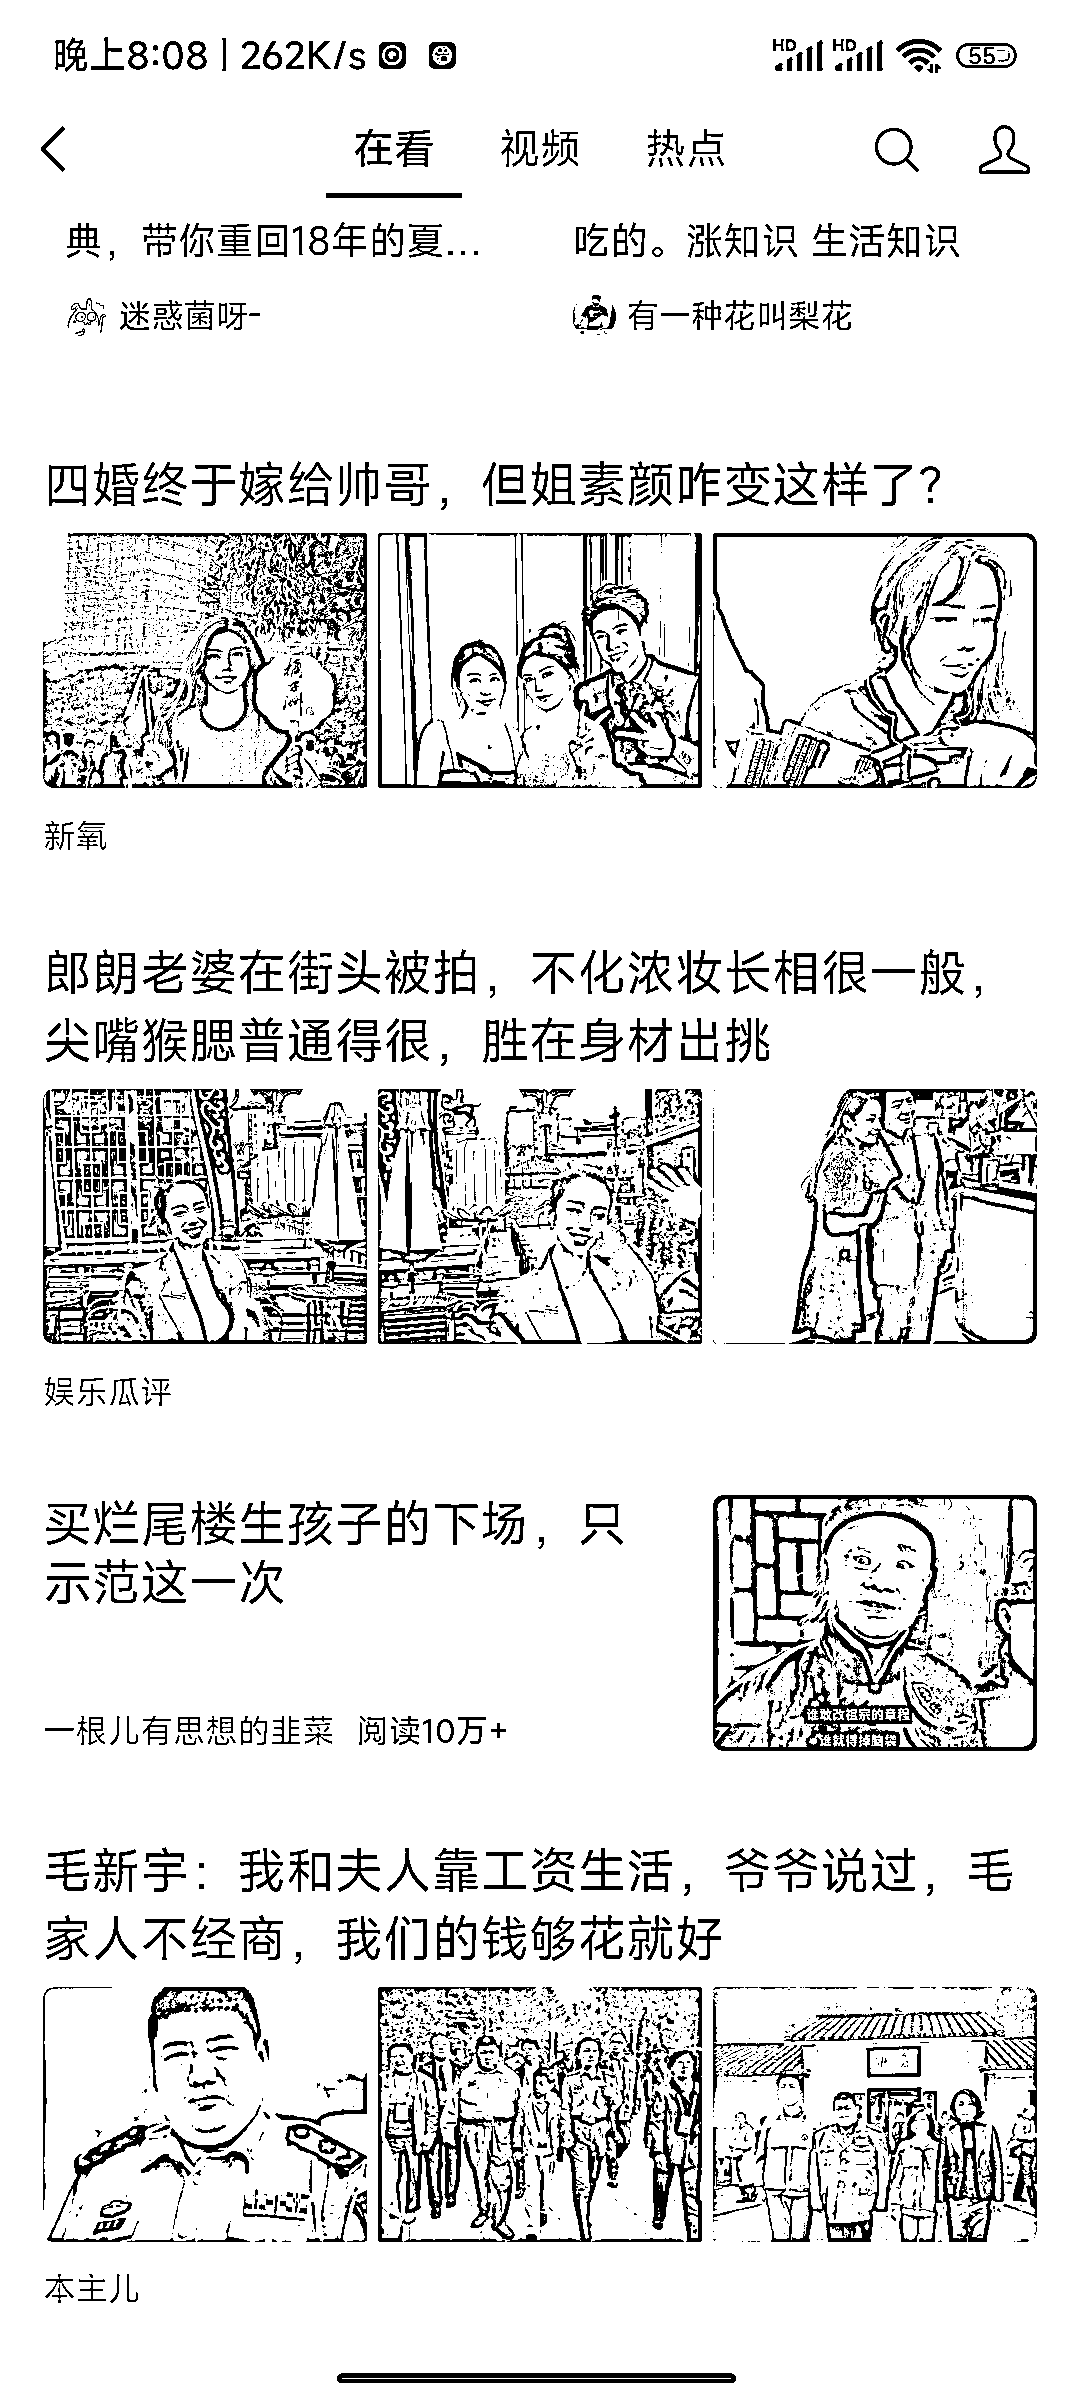 晚上8:08 | 262K/s
HD HD 55
在看 视频 热点
典，带你重回18年的夏...
吃的。涨知识 生活知识
迷惑菌呀-
有一种花叫梨花
四婚终于嫁给帅哥，但姐素颜咋变这样了？
新氧
郎朗老婆在街头被拍，不化浓妆长相很一般，
尖嘴猴腮普通得很，胜在身材出挑
娱乐瓜评
买烂尾楼生孩子的下场，只
示范这一次
谁敢改祖宗的章程
谁就得掉脑袋
一根儿有思想的韭菜 阅读10万+
毛新宇：我和夫人靠工资生活，爷爷说过，毛
家人不经商，我们的钱够花就好
本主儿